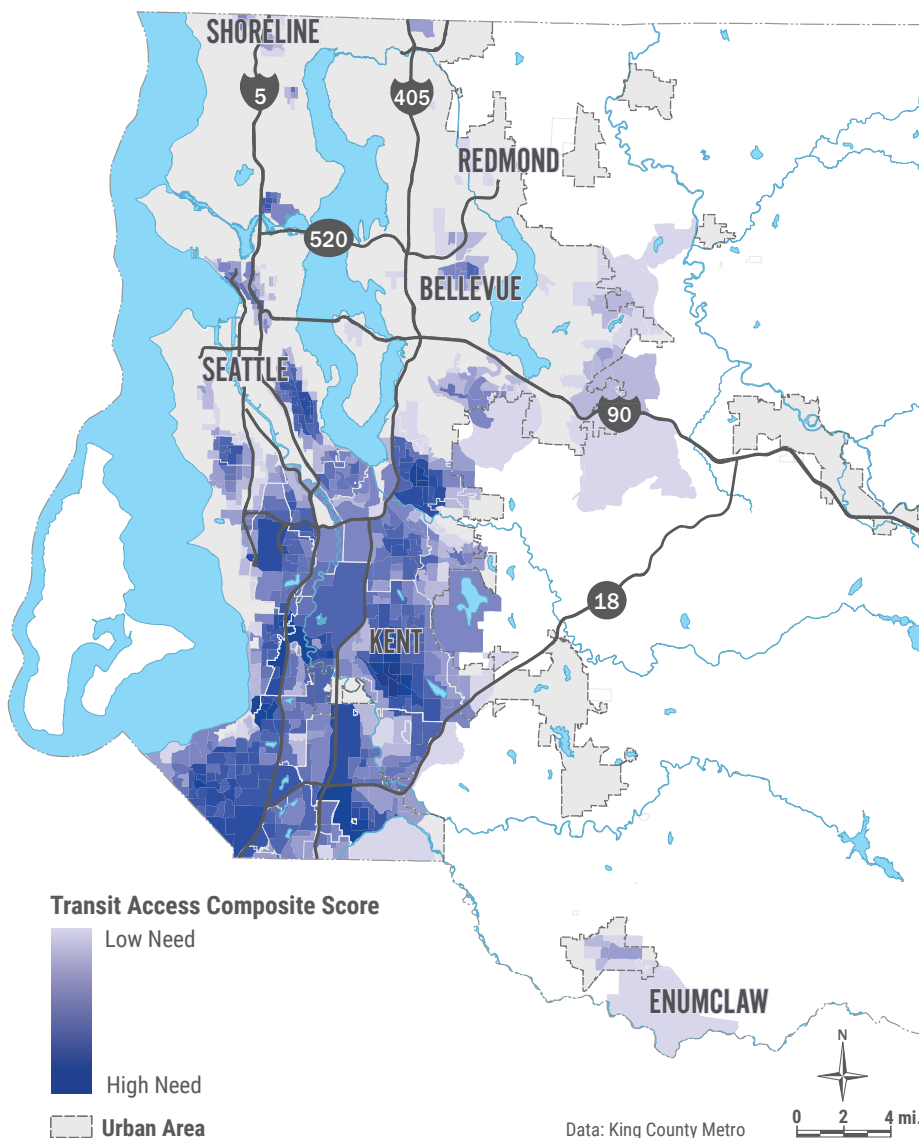 SHORELINE
5
405
REDMOND
520
BELLEVUE
SEATTLE
90
18
KENT
Transit Access Composite Score
Low Need
High Need
Urban Area
ENUMCLAW
N
Data: King County Metro
0 2 4 mi.